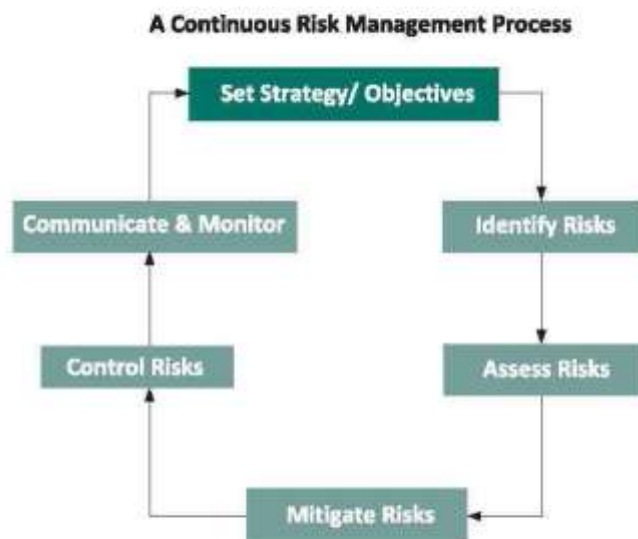 A Continuous Risk Management Process
Set Strategy/ Objectives
Identify Risks
Assess Risks
Mitigate Risks
Control Risks
Communicate & Monitor